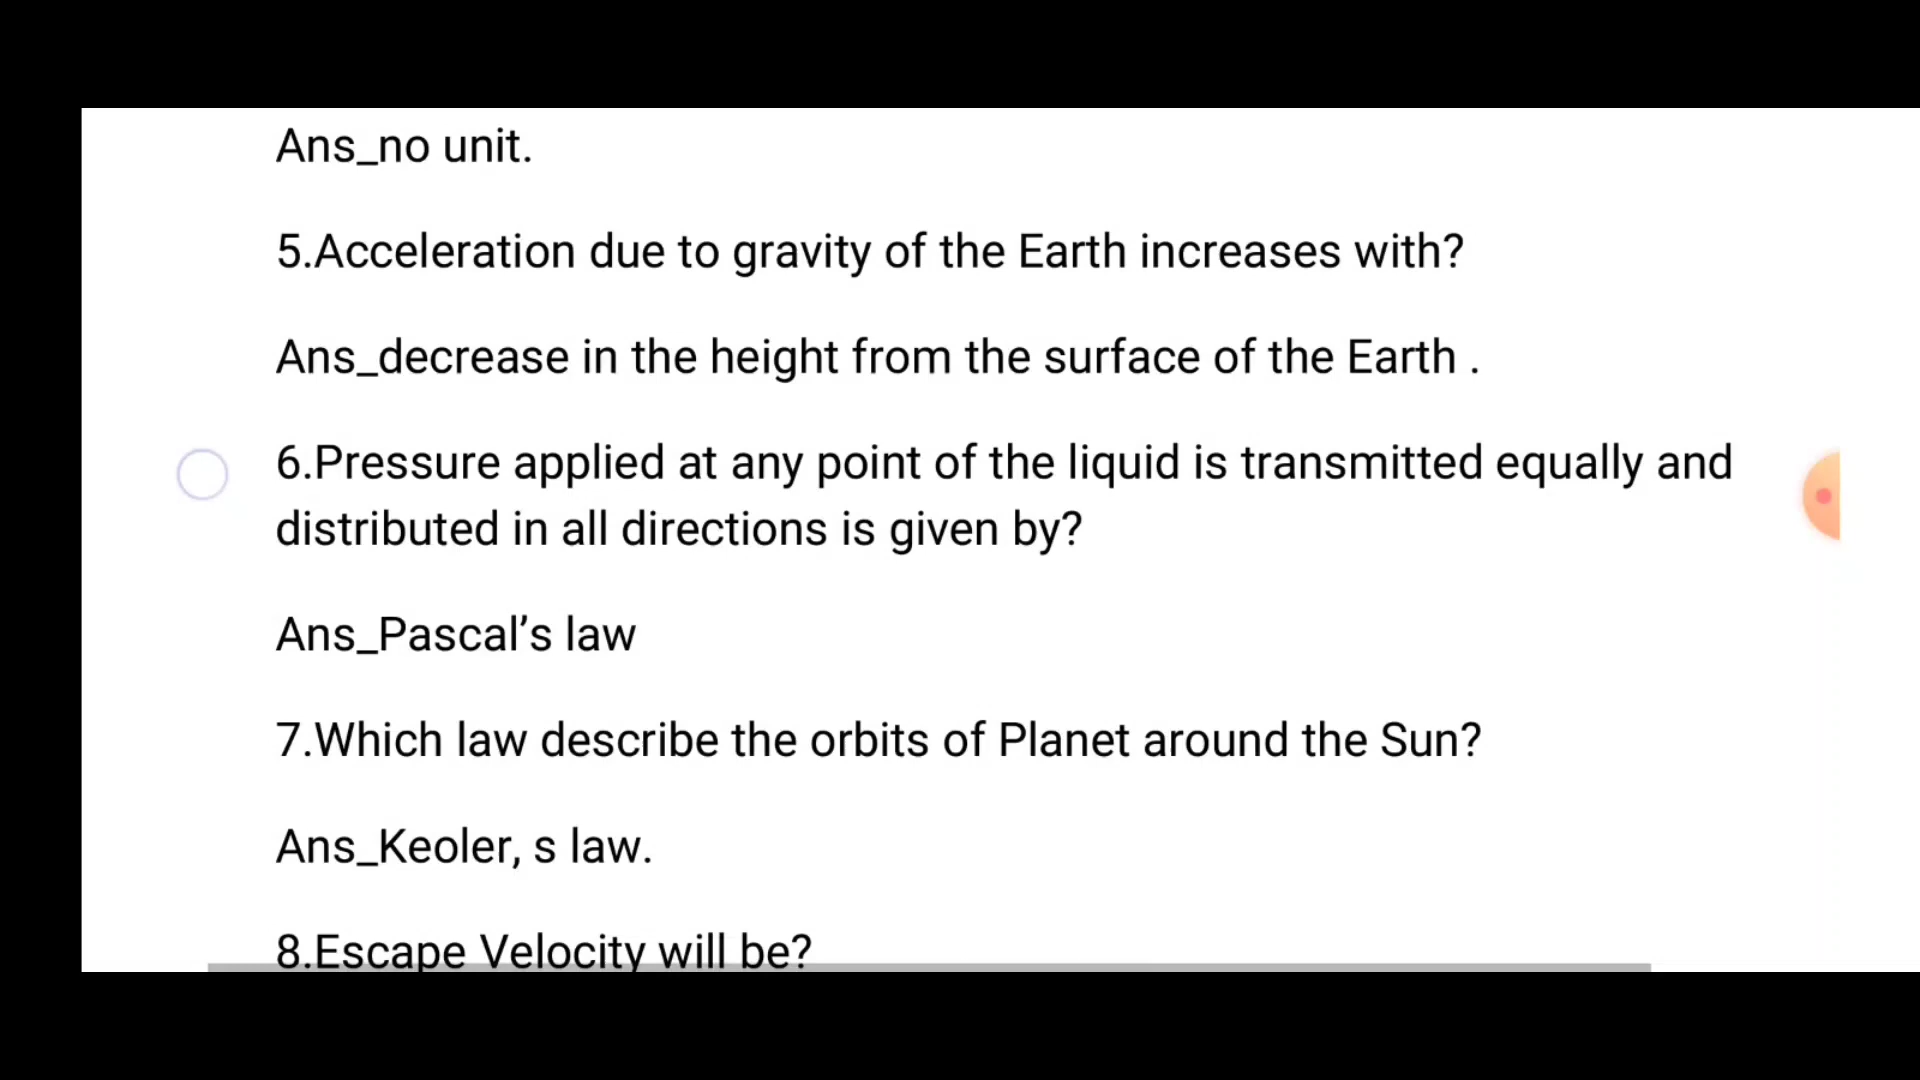 Ans_no unit.
5.Acceleration due to gravity of the Earth increases with?
Ans_decrease in the height from the surface of the Earth .
6.Pressure applied at any point of the liquid is transmitted equally and
distributed in all directions is given by?
Ans_Pascal’s law
7.Which law describe the orbits of Planet around the Sun?
Ans_Keoler, s law.
8.Escape Velocity will be?